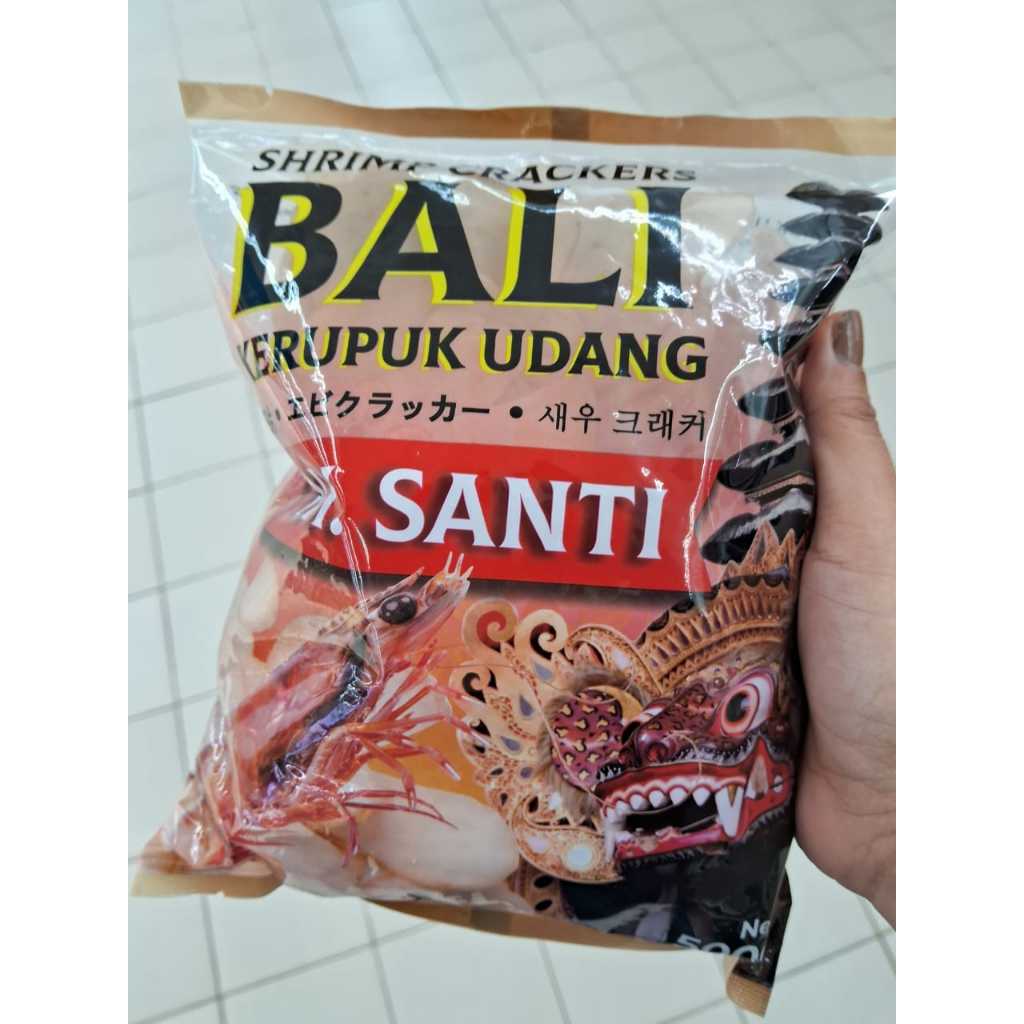 SHRIMP CRACKERS
BALI
KERUPUK UDANG
• エビクラッカー • 새우 크래커
SANTI